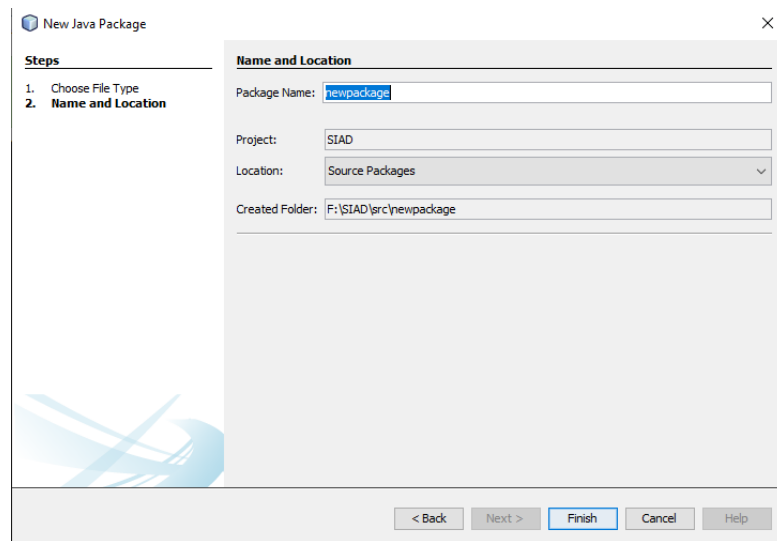 New Java Package
Steps
1. Choose File Type
2. Name and Location
Name and Location
Package Name: newpackage
Project: SIAD
Location: Source Packages
Created Folder: F:\SIAD\src\newpackage
< Back Next > Finish Cancel Help